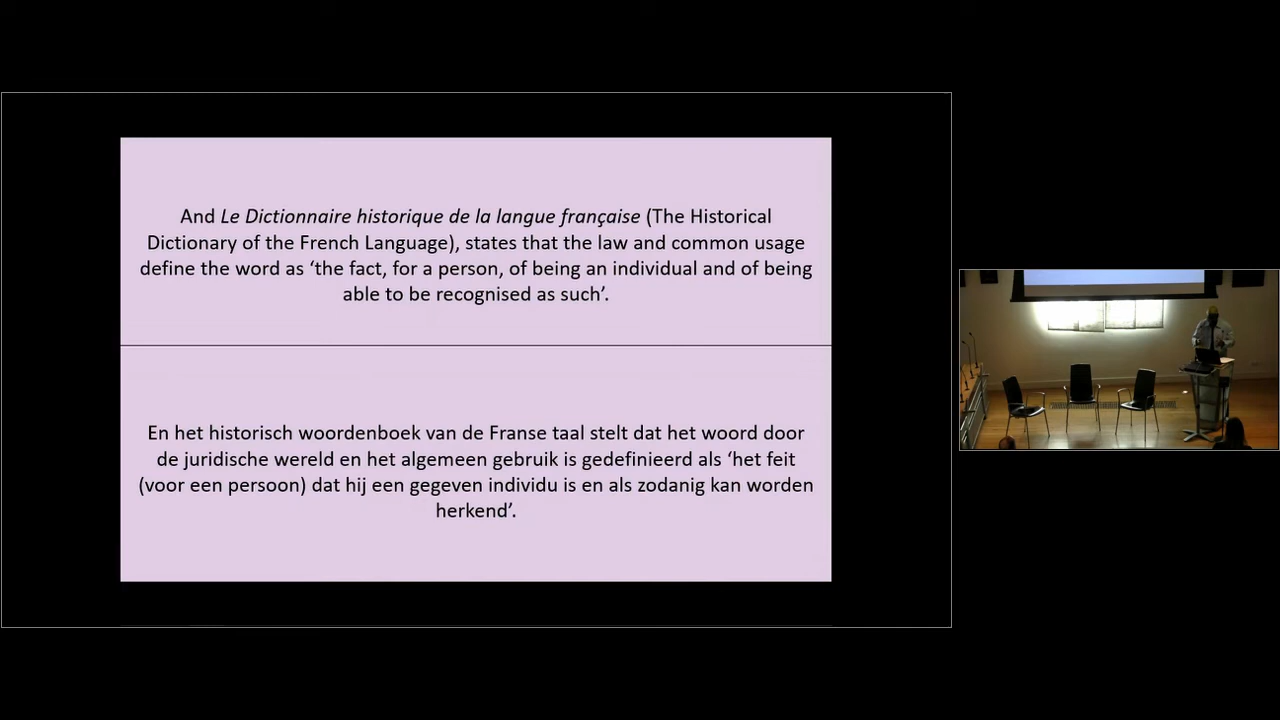 And Le Dictionnaire historique de la langue française (The Historical
Dictionary of the French Language), states that the law and common usage
define the word as ‘the fact, for a person, of being an individual and of being
able to be recognised as such’.
En het historisch woordenboek van de Franse taal stelt dat het woord door
de juridische wereld en het algemeen gebruik is gedefinieerd als ‘het feit
(voor een persoon) dat hij een gegeven individu is en als zodanig kan worden
herkend’.